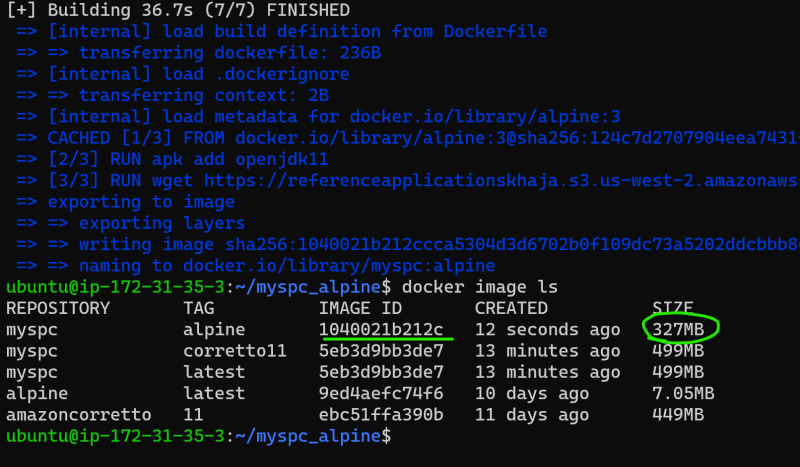 [+] Building 36.7s (7/7) FINISHED
=> [internal] load build definition from Dockerfile
=> => transferring dockerfile: 236B
=> [internal] load .dockerignore
=> => transferring context: 2B
=> [internal] load metadata for docker.io/library/alpine:3
=> CACHED [1/3] FROM docker.io/library/alpine:3@sha256:124c7d2707904eea7431
=> [2/3] RUN apk add openjdk11
=> [3/3] RUN wget https://referenceapplicationskhaja.s3.us-west-2.amazonaws
=> exporting to image
=> => exporting layers
=> => writing image sha256:1040021b212ccca5304d3d6702b0f109dc73a5202ddcbbb8
=> => naming to docker.io/library/myspc:alpine
ubuntu@ip-172-31-35-3:~/myspc_alpine$ docker image ls
REPOSITORY TAG IMAGE ID CREATED SIZE
myspc alpine 1040021b212c 12 seconds ago 327MB
myspc corretto11 5eb3d9bb3de7 13 minutes ago 499MB
myspc latest 5eb3d9bb3de7 13 minutes ago 499MB
alpine latest 9ed4aefc74f6 10 days ago 7.05MB
amazoncorretto 11 ebc51ffa390b 11 days ago 449MB
ubuntu@ip-172-31-35-3:~/myspc_alpine$